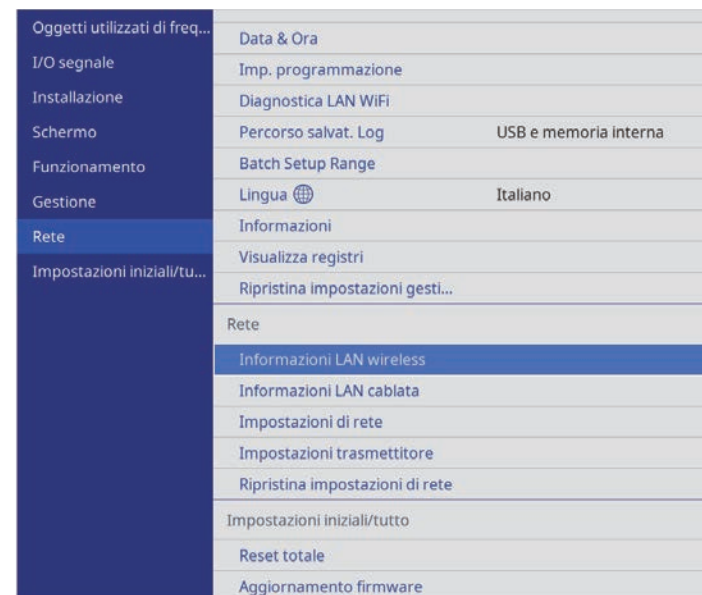 Oggetti utilizzati di freq...
I/O segnale
Installazione
Schermo
Funzionamento
Gestione
Rete
Impostazioni iniziali/tu...
Data & Ora
Imp. programmazione
Diagnostica LAN WiFi
Percorso salvat. Log USB e memoria interna
Batch Setup Range
Lingua Italiano
Informazioni
Visualizza registri
Ripristina impostazioni gesti...
Rete
Informazioni LAN wireless
Informazioni LAN cablata
Impostazioni di rete
Impostazioni trasmettitore
Ripristina impostazioni di rete
Impostazioni iniziali/tutto
Reset totale
Aggiornamento firmware